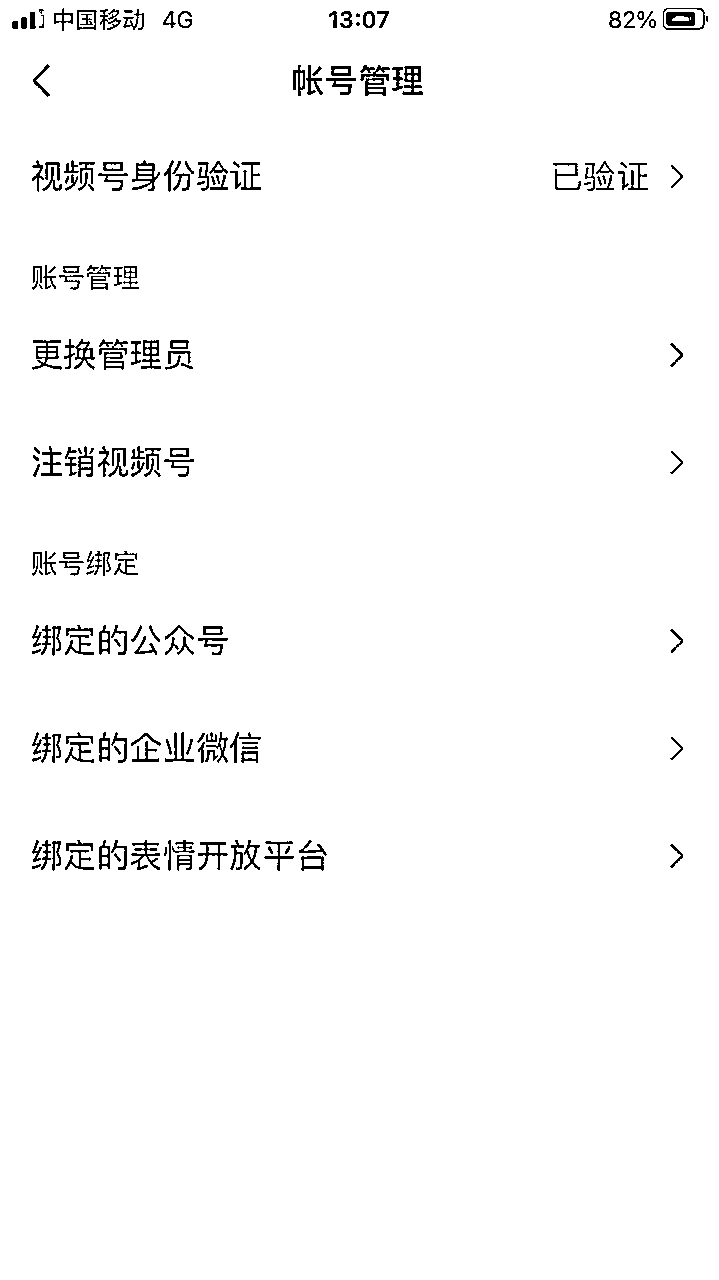 中国移动 4G 13:07 82%
帐号管理
视频号身份验证 已验证
账号管理
更换管理员
注销视频号
账号绑定
绑定的公众号
绑定的企业微信
绑定的表情开放平台